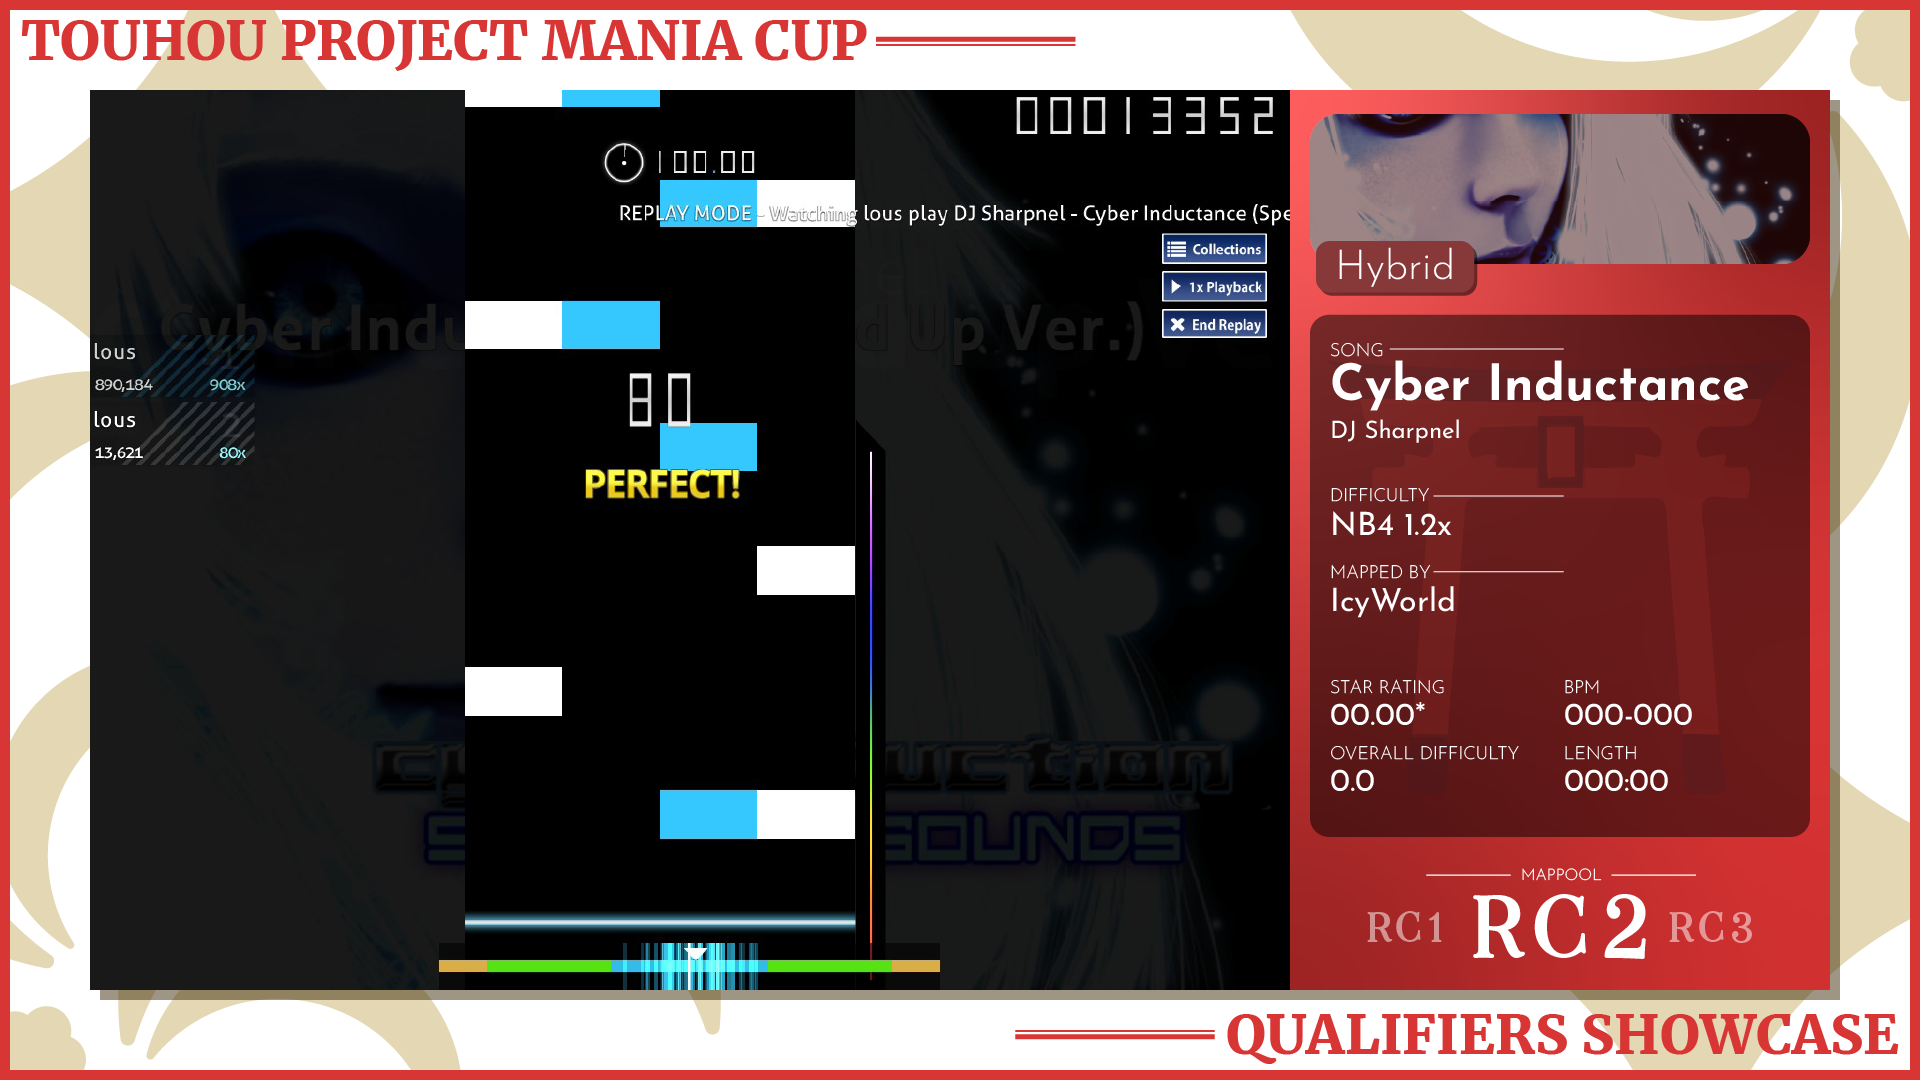 TOUHOU PROJECT MANIA CUP
00013352
100.00
REPLAY MODE - Watching lous play DJ Sharpnel - Cyber Inductance (Spe
Collections
1x Playback
End Replay
Cyber Indu d Up Ver.)
lous
890,184 908x
lous
13,621 80x
80
PERFECT!
SOUNDS
Hybrid
SONG
Cyber Inductance
DJ Sharpnel
DIFFICULTY
NB4 1.2x
MAPPED BY
IcyWorld
STAR RATING BPM
00.00* 000-000
OVERALL DIFFICULTY LENGTH
0.0 000:00
MAPPOOL
RC1 RC2 RC3
QUALIFIERS SHOWCASE